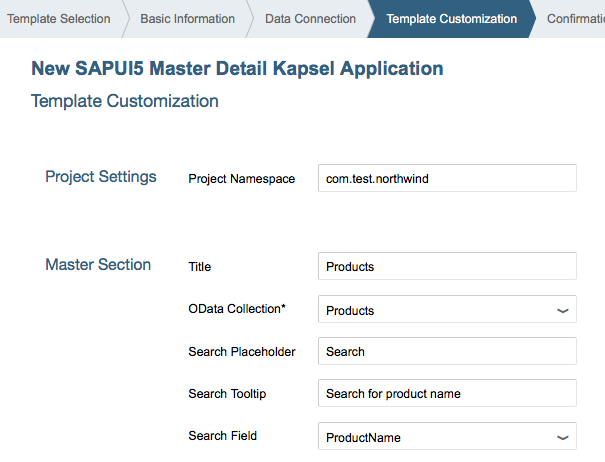 Template Selection
Basic Information
Data Connection
Template Customization
New SAPUI5 Master Detail Kapsel Application
Template Customization
Project Settings
Project Namespace
com.test.northwind
Master Section
Title
Products
OData Collection*
Products
Search Placeholder
Search
Search Tooltip
Search for product name
Search Field
ProductName